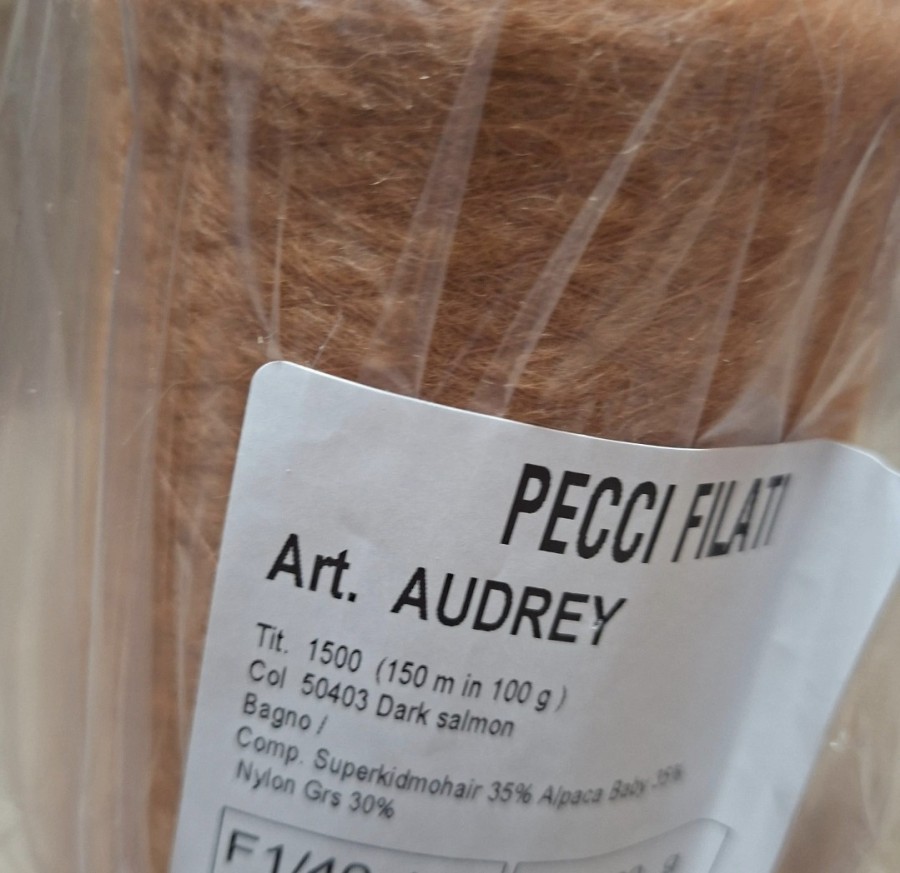 PECCI FILATI
Art. AUDREY
Tit. 1500 (150 m in 100 g )
Col 50403 Dark salmon
Bagno /
Comp. Superkidmohair 35% Alpaca Baby 35%
Nylon Grs 30%